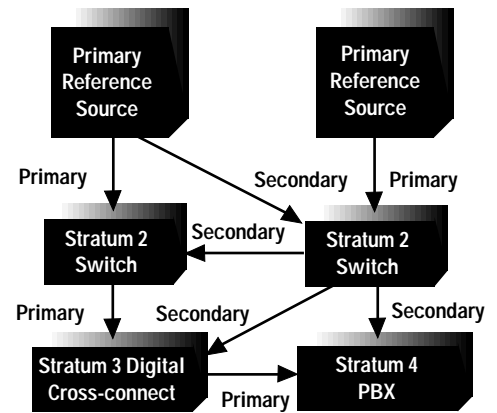 Primary
Reference
Source
Primary
Reference
Source
Primary
Secondary
Primary
Stratum 2
Switch
Secondary
Stratum 2
Switch
Primary
Secondary
Secondary
Stratum 3 Digital
Cross-connect
Primary
Stratum 4
PBX